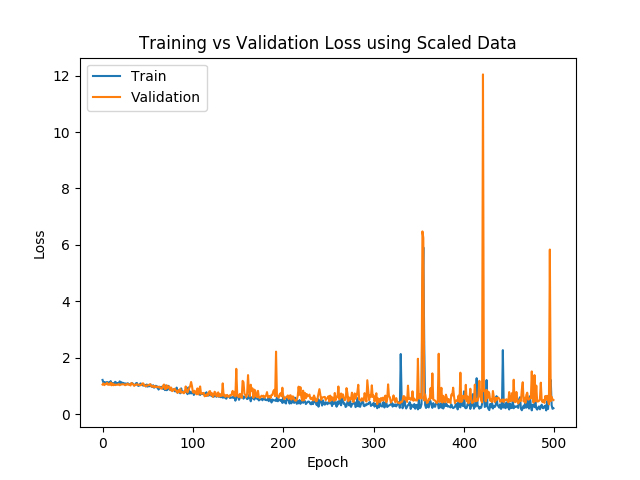 Training vs Validation Loss using Scaled Data
Train
Validation
12
10
8
6
4
2
0
Loss
0 100 200 300 400 500
Epoch